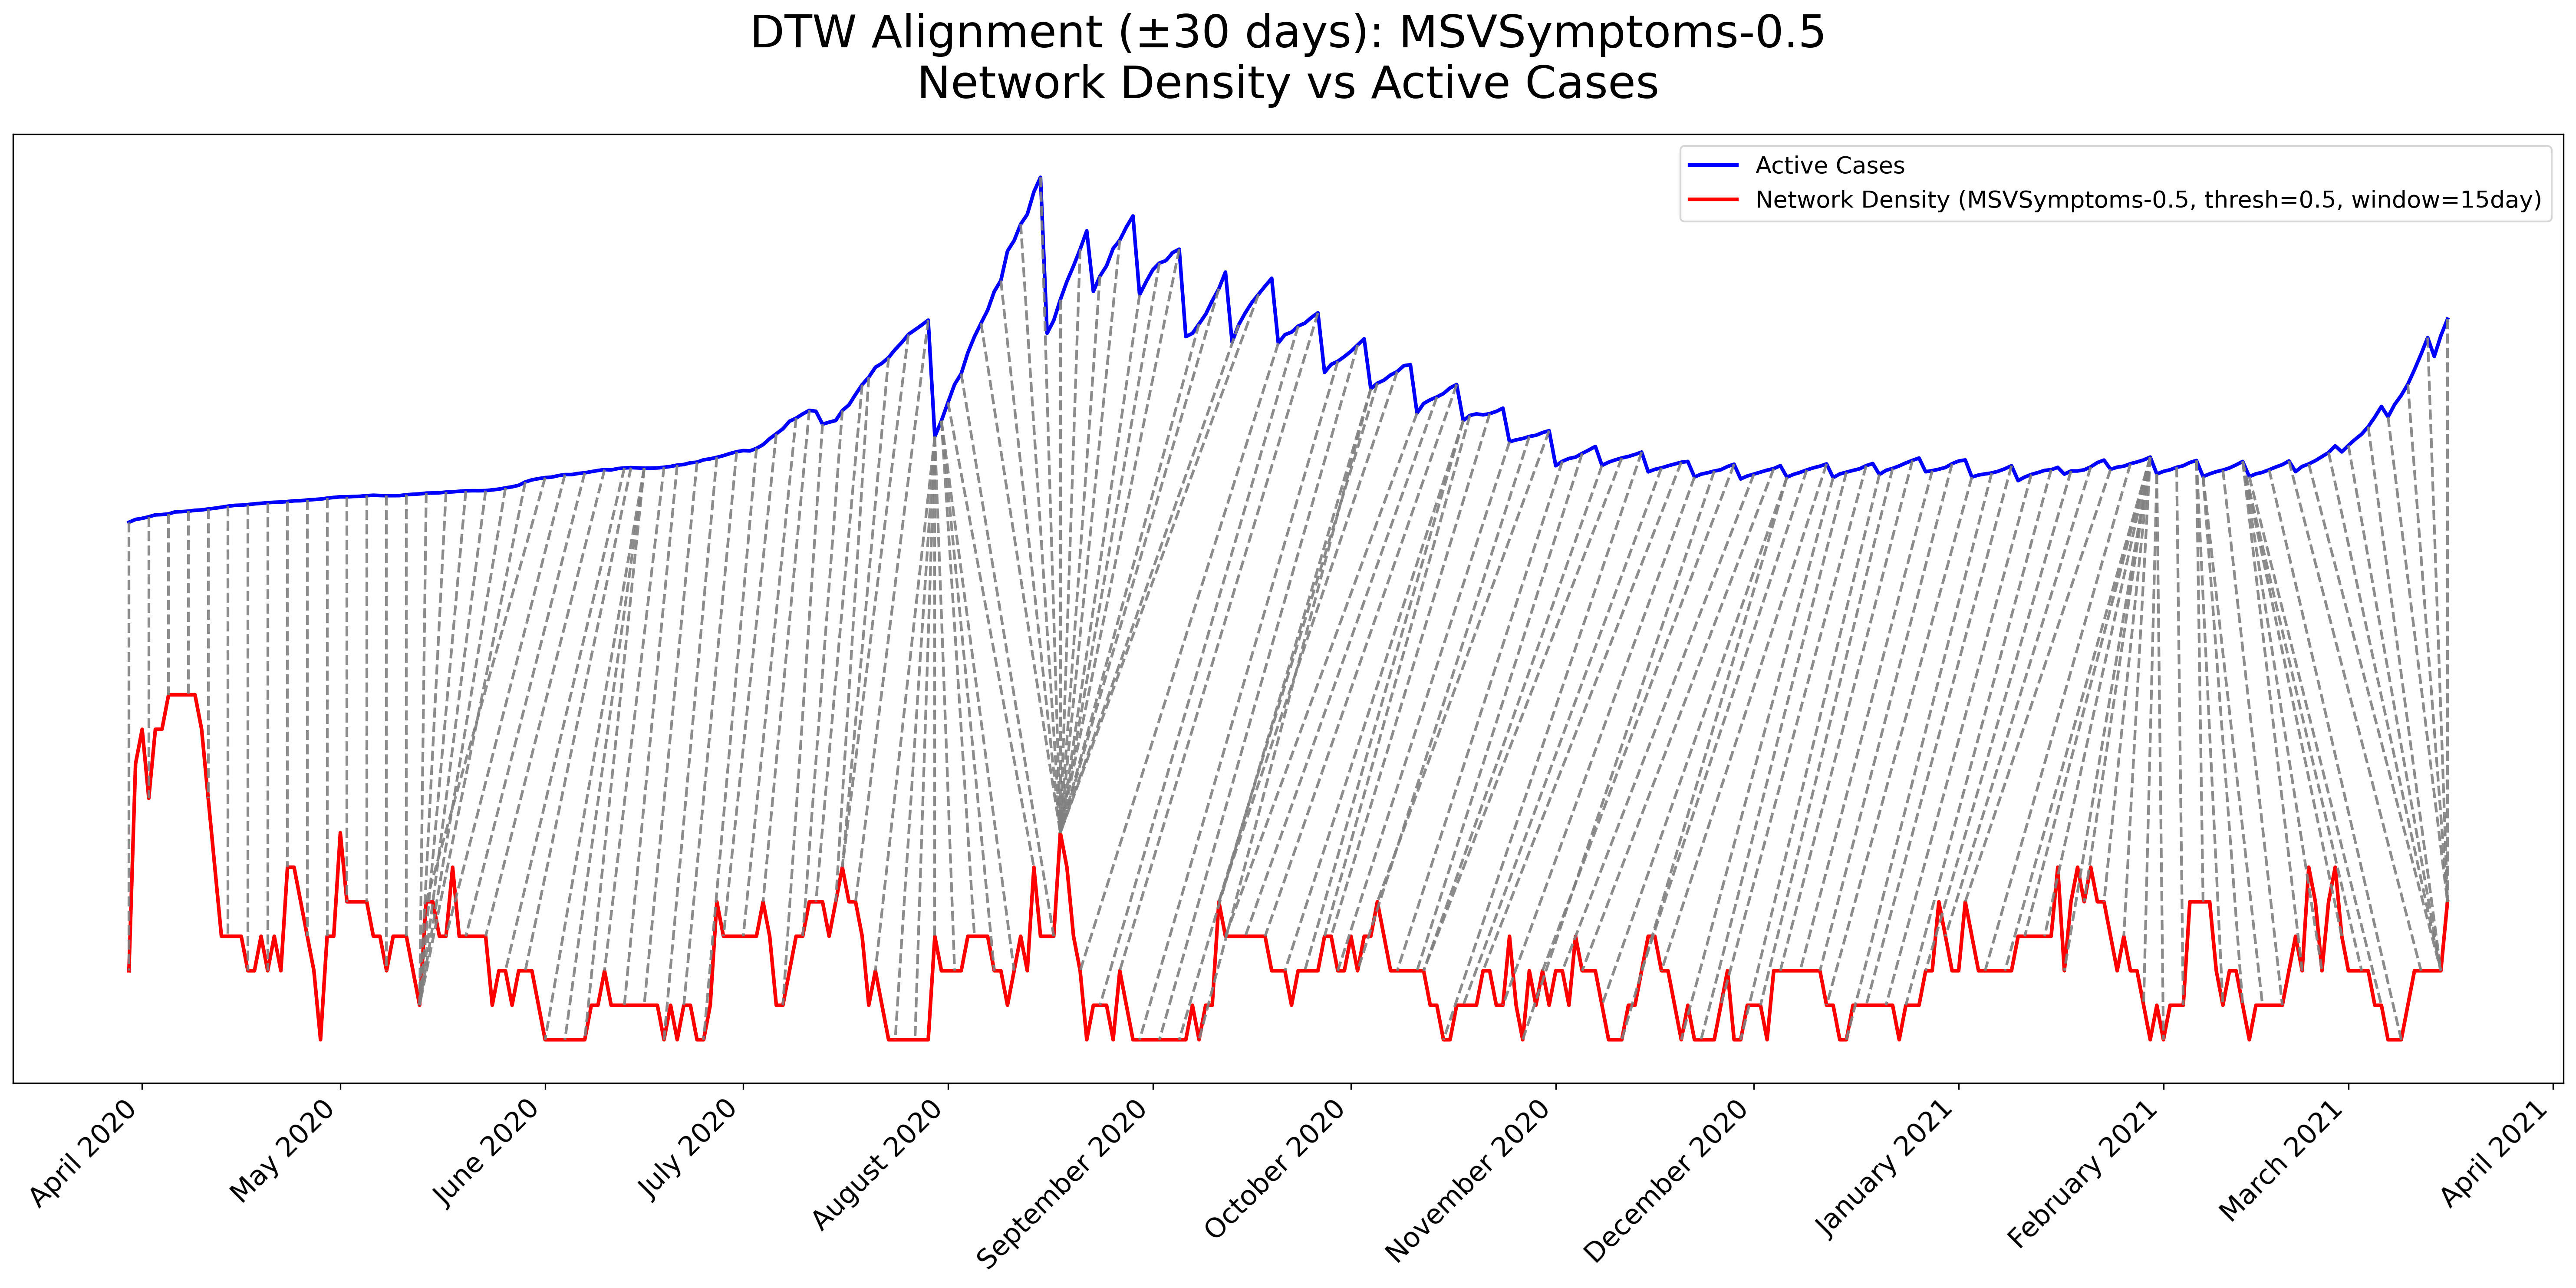 DTW Alignment (±30 days): MSVSymptoms-0.5
Network Density vs Active Cases
Active Cases
Network Density (MSVSymptoms-0.5, thresh=0.5, window=15day)
April 2020
May 2020
June 2020
July 2020
August 2020
September 2020
October 2020
November 2020
December 2020
January 2021
February 2021
March 2021
April 2021